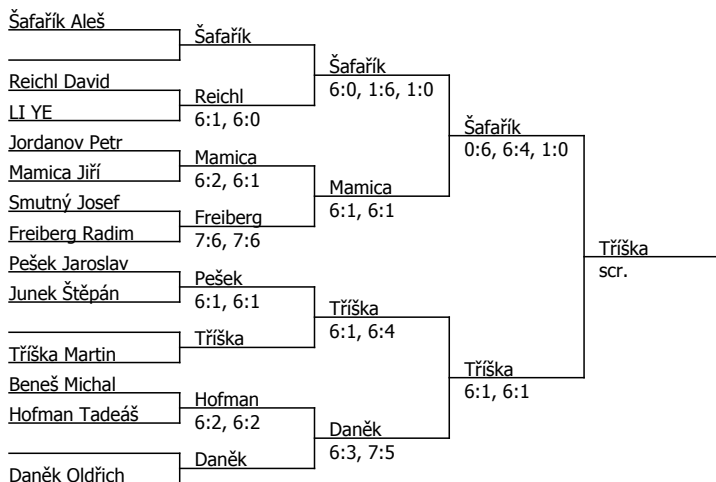 Šafařík Aleš
Reichl David
LI YE
Jordanov Petr
Mamica Jiří
Smutný Josef
Freiberg Radim
Pešek Jaroslav
Junek Štěpán
Tříška Martin
Beneš Michal
Hofman Tadeáš
Daněk Oldřich
Šafařík
Reichl
6:1, 6:0
Mamica
6:2, 6:1
Freiberg
7:6, 7:6
Pešek
6:1, 6:1
Tříška
Hofman
6:2, 6:2
Daněk
Šafařík
6:0, 1:6, 1:0
Mamica
6:1, 6:1
Tříška
6:1, 6:4
Daněk
6:3, 7:5
Šafařík
0:6, 6:4, 1:0
Tříška
6:1, 6:1
Tříška
scr.